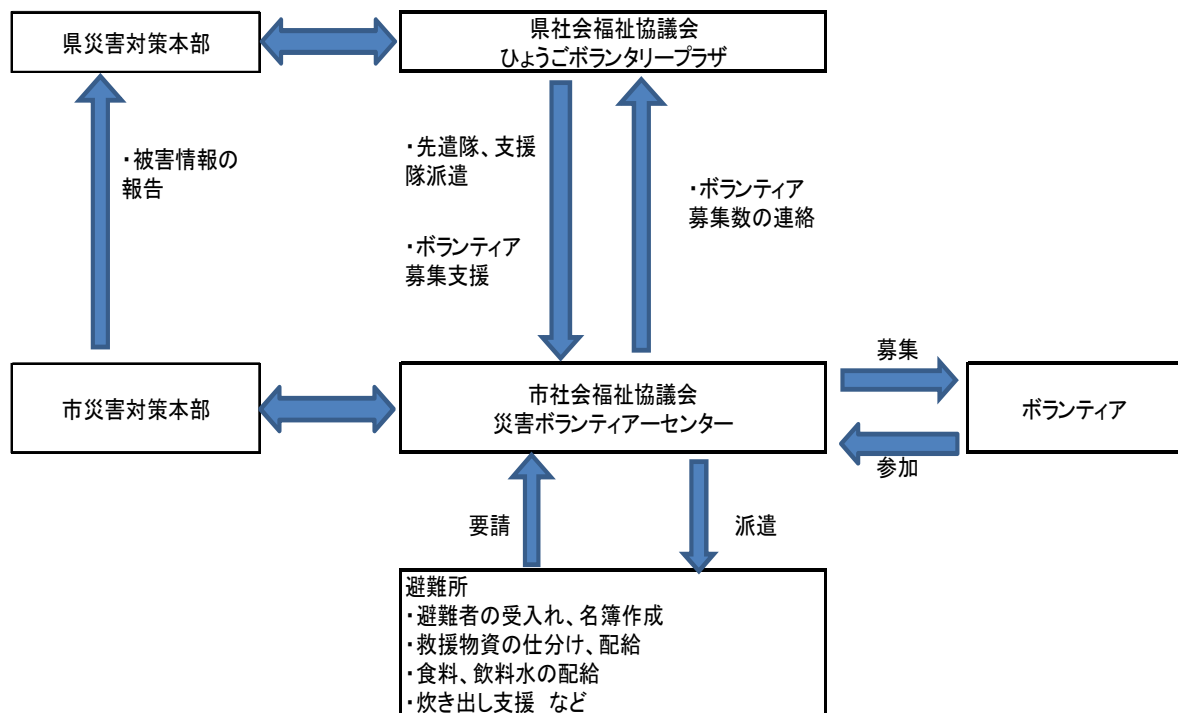 県災害対策本部
県社会福祉協議会
ひょうごボランタリープラザ
・被害情報の
報告
・先遣隊、支援
隊派遣
・ボランティア
募集支援
・ボランティア
募集数の連絡
市災害対策本部
市社会福祉協議会
災害ボランティアーセンター
募集
参加
ボランティア
要請
派遣
避難所
・避難者の受入れ、名簿作成
・救援物資の仕分け、配給
・食料、飲料水の配給
・炊き出し支援 など